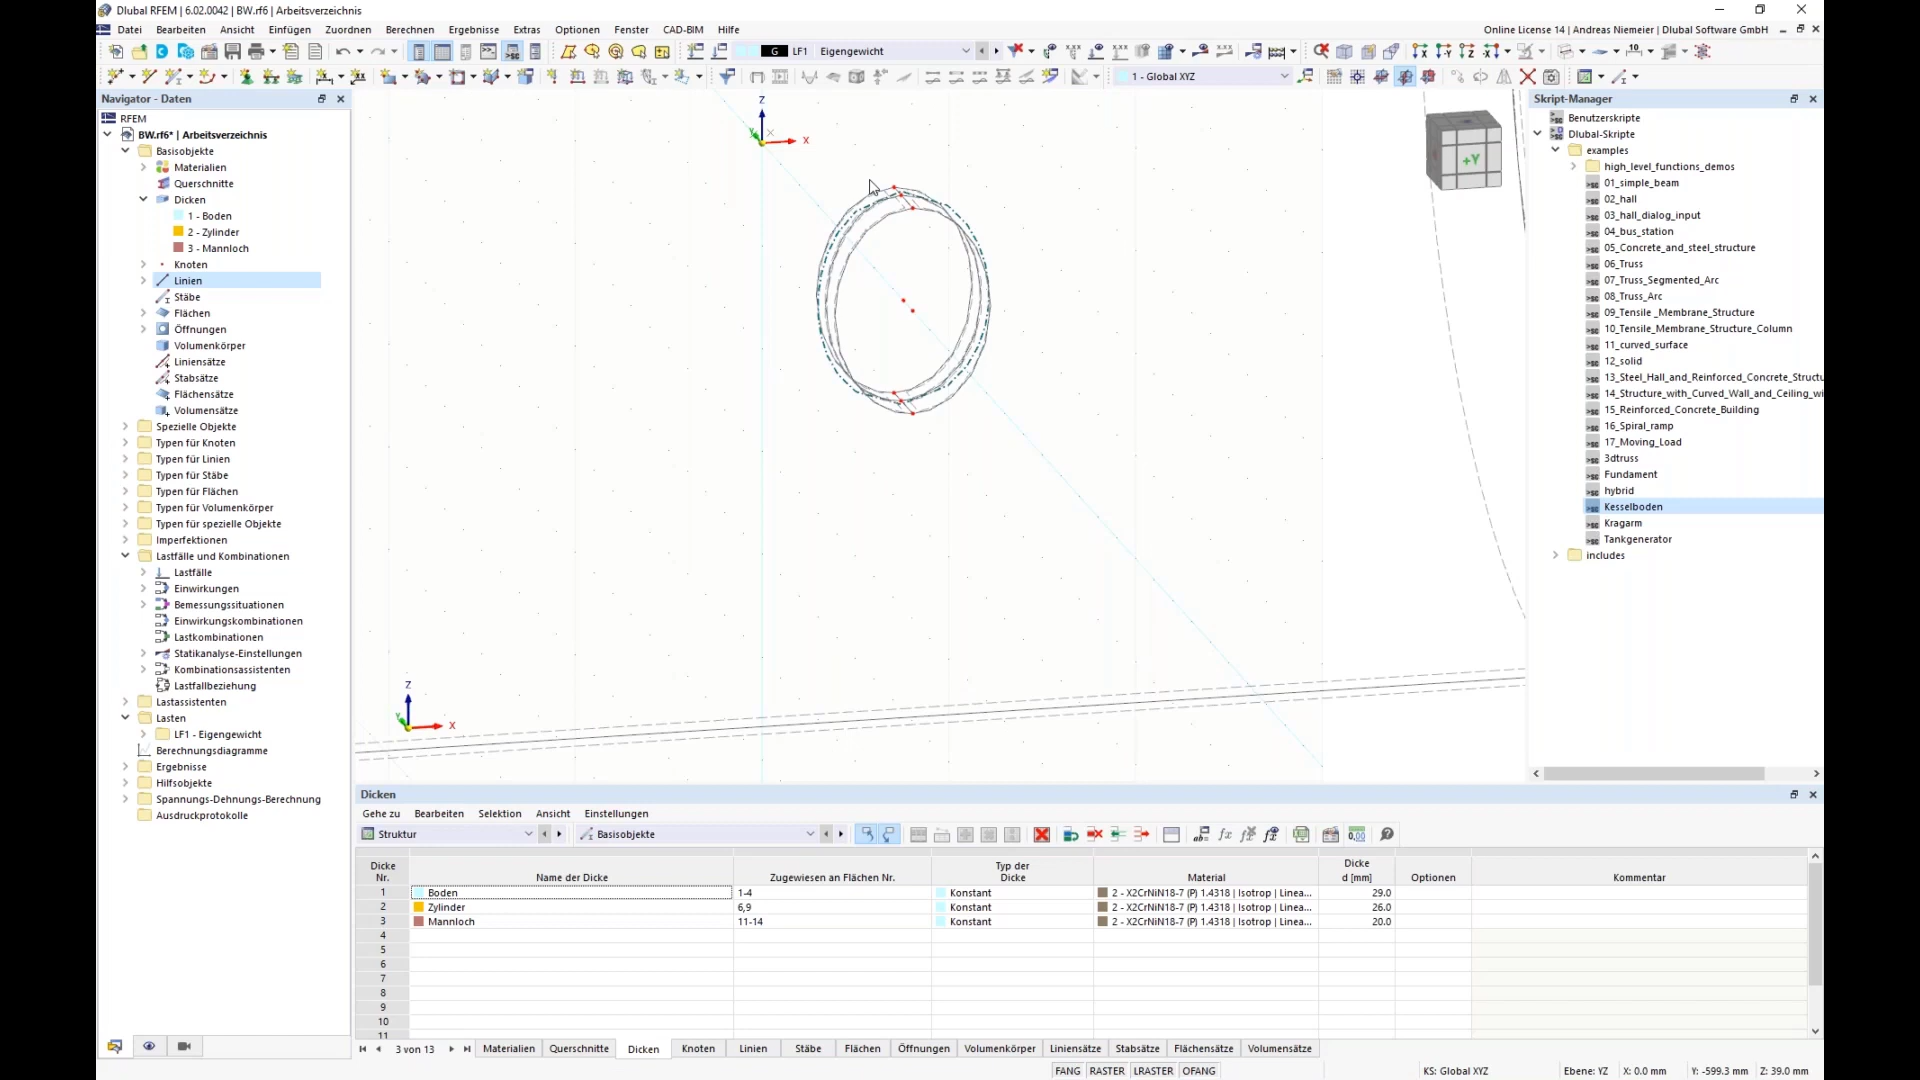 Dlubal RFEM | 6.02.0042 | BW.rf6 | Arbeitsverzeichnis
Datei Bearbeiten Ansicht Einfügen Zuordnen Berechnen Ergebnisse Extras Optionen Fenster CAD-BIM Hilfe
Online License 14 | Andreas Niemeier | Dlubal Software GmbH
G LF1 Eigengewicht
1 - Global XYZ
Navigator - Daten
RFEM
BW.rf6* | Arbeitsverzeichnis
Basisobjekte
Materialien
Querschnitte
Dicken
1 - Boden
2 - Zylinder
3 - Mannloch
Knoten
Linien
Stäbe
Flächen
Öffnungen
Volumenkörper
Liniensätze
Stabsätze
Flächensätze
Volumensätze
Spezielle Objekte
Typen für Knoten
Typen für Linien
Typen für Stäbe
Typen für Flächen
Typen für Volumenkörper
Typen für spezielle Objekte
Imperfektionen
Lastfälle und Kombinationen
Lastfälle
Einwirkungen
Bemessungssituationen
Einwirkungskombinationen
Lastkombinationen
Statikanalyse-Einstellungen
Kombinationsassistenten
Lastfallbeziehung
Lastassistenten
Lasten
LF1 - Eigengewicht
Berechnungsdiagramme
Ergebnisse
Hilfsobjekte
Spannungs-Dehnungs-Berechnung
Ausdruckprotokolle
Z
Y
X
+Y
Z
Y
X
Skript-Manager
Benutzerskripte
Dlubal-Skripte
examples
high_level_functions_demos
01_simple_beam
02_hall
03_hall_dialog_input
04_bus_station
05_Concrete_and_steel_structure
06_Truss
07_Truss_Segmented_Arc
08_Truss_Arc
09_Tensile _Membrane_Structure
10_Tensile_Membrane_Structure_Column
11_curved_surface
12_solid
13_Steel_Hall_and_Reinforced_Concrete_Structu
14_Structure_with_Curved_Wall_and_Ceiling_wi
15_Reinforced_Concrete_Building
16_Spiral_ramp
17_Moving_Load
3dtruss
Fundament
hybrid
Kesselboden
Kragarm
Tankgenerator
includes
Dicken
Gehe zu Bearbeiten Selektion Ansicht Einstellungen
Struktur Basisobjekte
Dicke Nr. Name der Dicke Zugewiesen an Flächen Nr. Typ der Dicke Material Dicke d [mm] Optionen Kommentar
1 Boden 1-4 Konstant 2 - X2CrNiN18-7 (P) 1.4318 | Isotrop | Linea... 29.0
2 Zylinder 6,9 Konstant 2 - X2CrNiN18-7 (P) 1.4318 | Isotrop | Linea... 26.0
3 Mannloch 11-14 Konstant 2 - X2CrNiN18-7 (P) 1.4318 | Isotrop | Linea... 20.0
4
5
6
7
8
9
10
11
3 von 13 Materialien Querschnitte Dicken Knoten Linien Stäbe Flächen Öffnungen Volumenkörper Liniensätze Stabsätze Flächensätze Volumensätze
FANG RASTER LRASTER OFANG KS: Global XYZ Ebene: YZ X: 0.0 mm Y: -599.3 mm Z: 39.0 mm